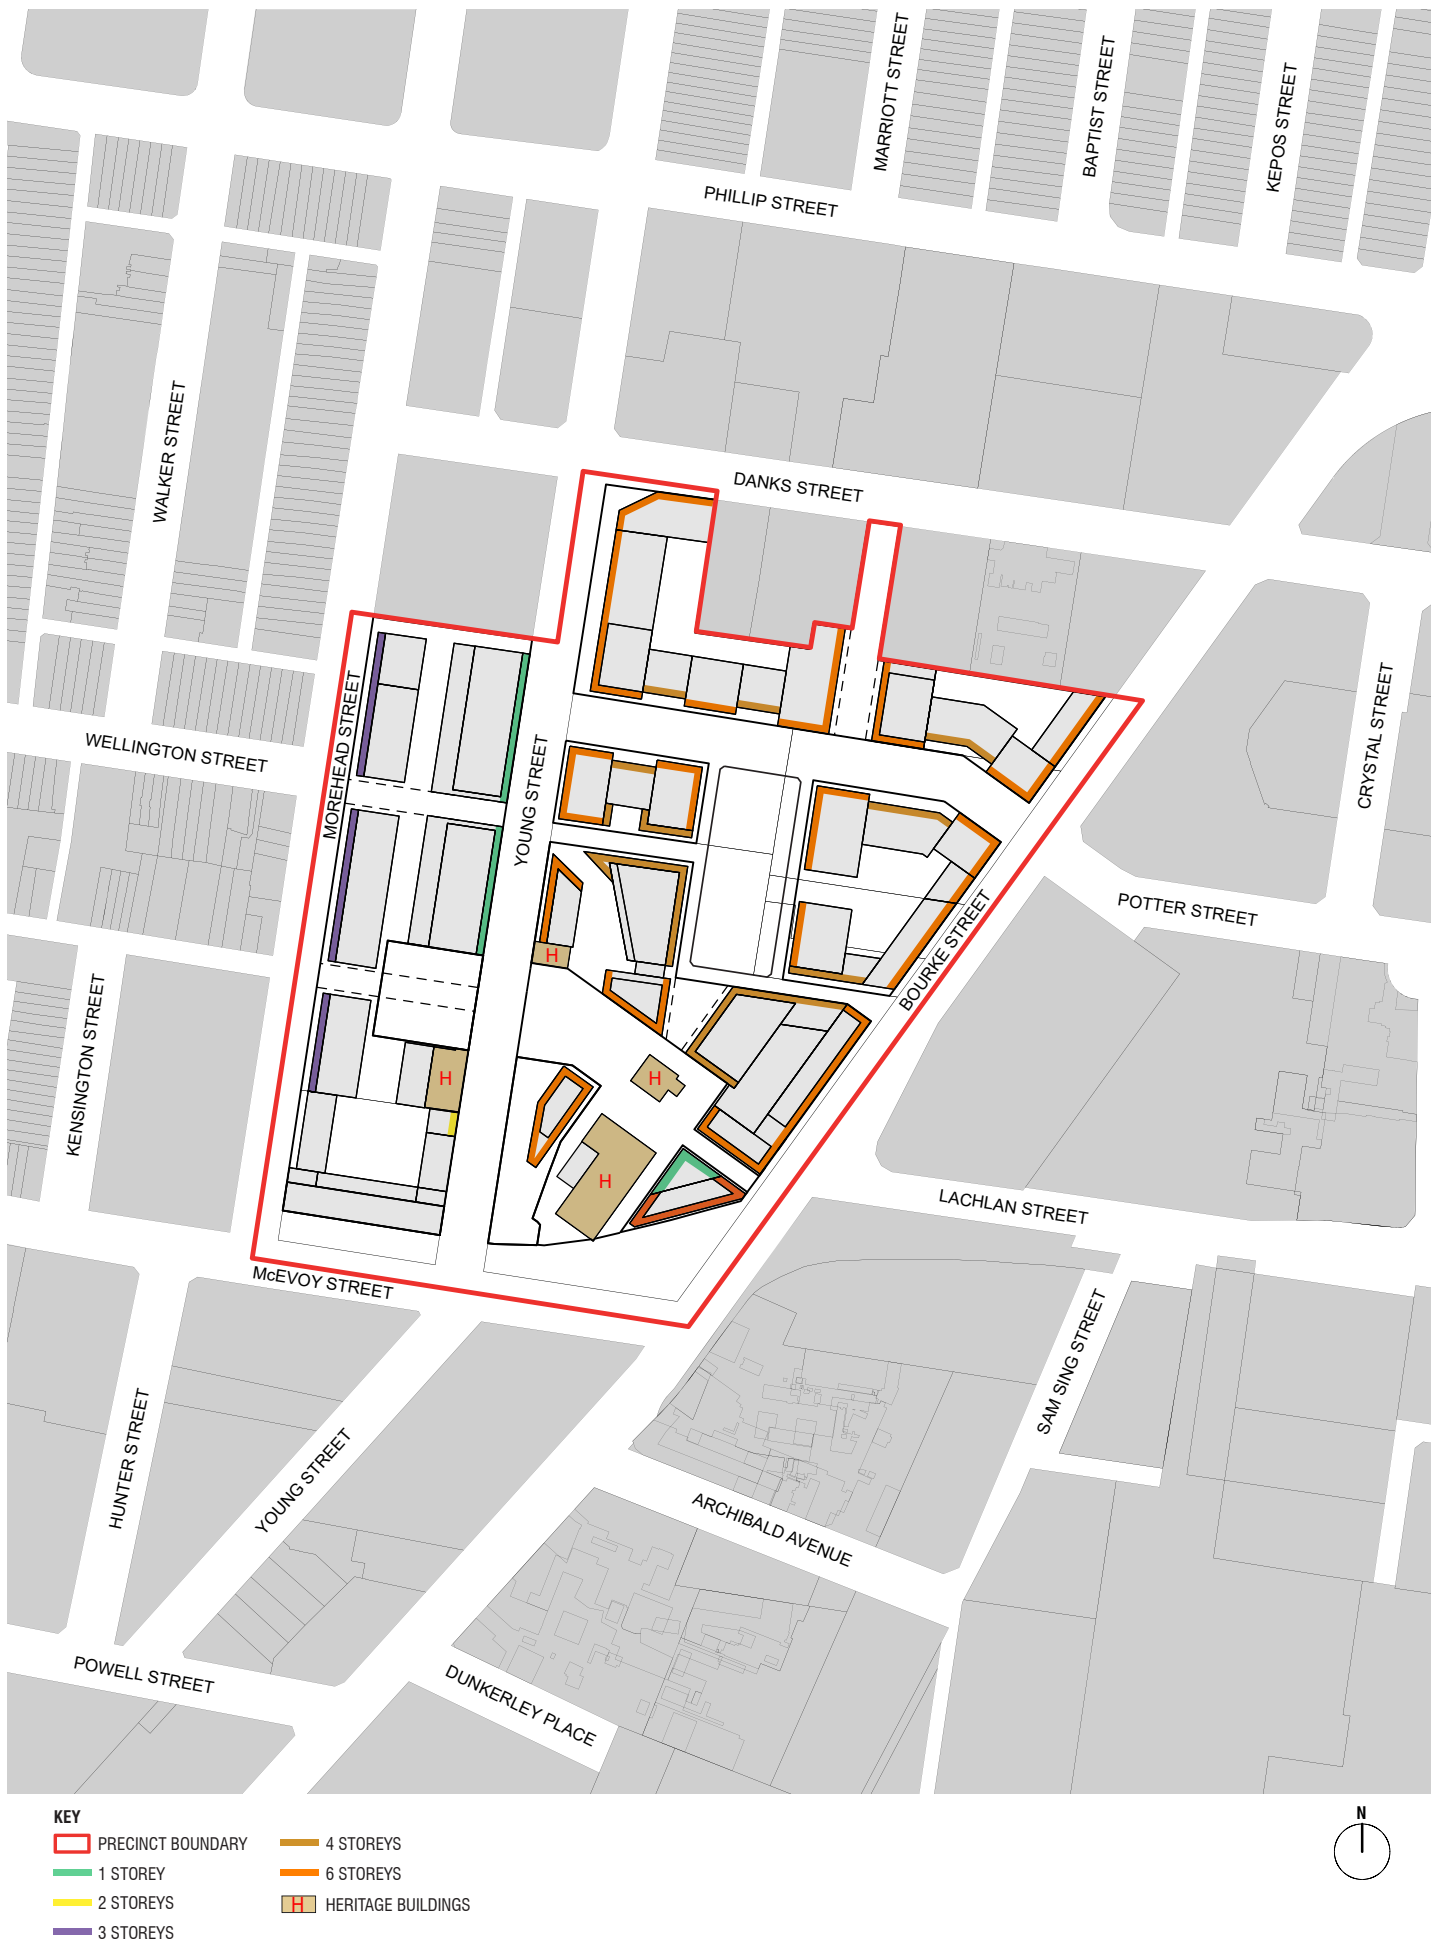 MARRIOTT STREET
BAPTIST STREET
KEPOS STREET
PHILLIP STREET
WALKER STREET
DANKS STREET
MOREHEAD STREET
WELLINGTON STREET
YOUNG STREET
CRYSTAL STREET
POTTER STREET
BOURKE STREET
H
KENSINGTON STREET
H
H
H
LACHLAN STREET
McEVOY STREET
SAM SING STREET
HUNTER STREET
YOUNG STREET
ARCHIBALD AVENUE
POWELL STREET
DUNKERLEY PLACE
KEY
PRECINCT BOUNDARY
1 STOREY
2 STOREYS
3 STOREYS
4 STOREYS
6 STOREYS
H HERITAGE BUILDINGS
N